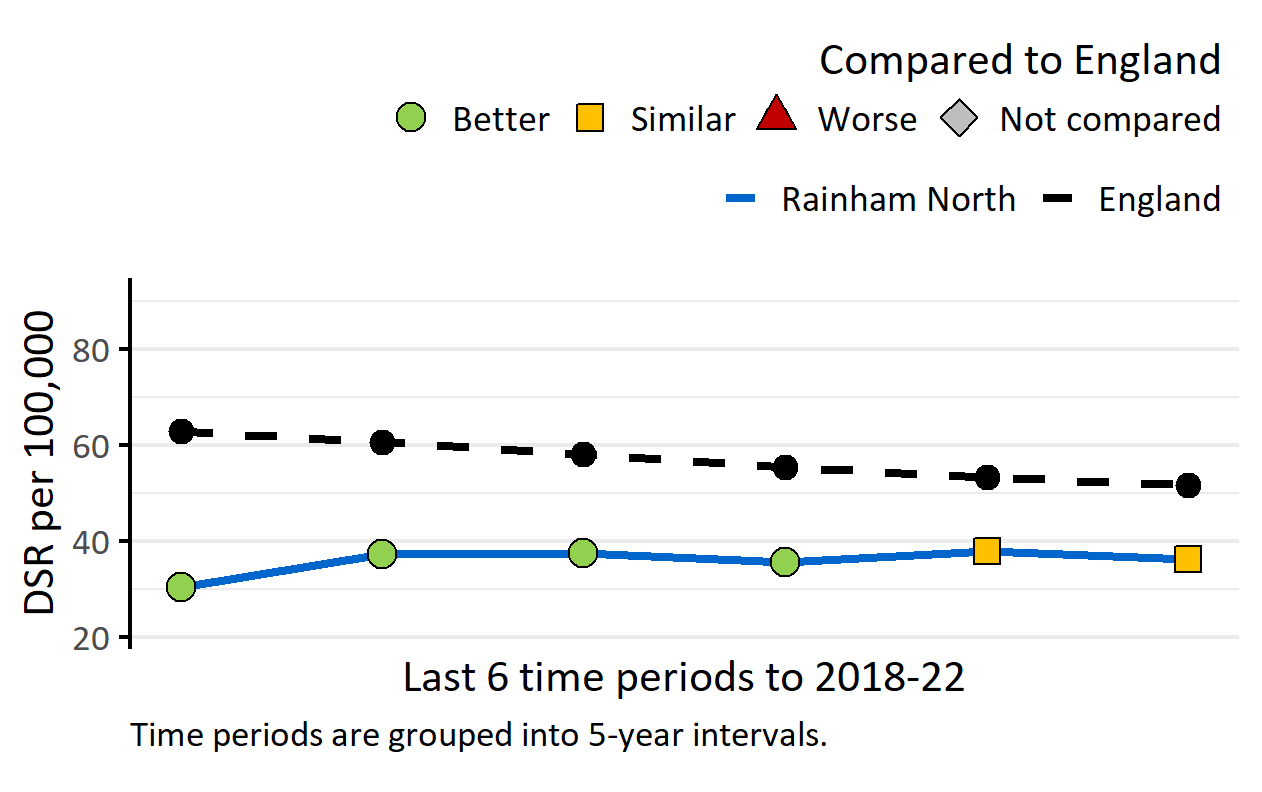 Compared to England
Better Similar Worse Not compared
Rainham North England
DSR per 100,000
80
60
40
20
Last 6 time periods to 2018-22
Time periods are grouped into 5-year intervals.